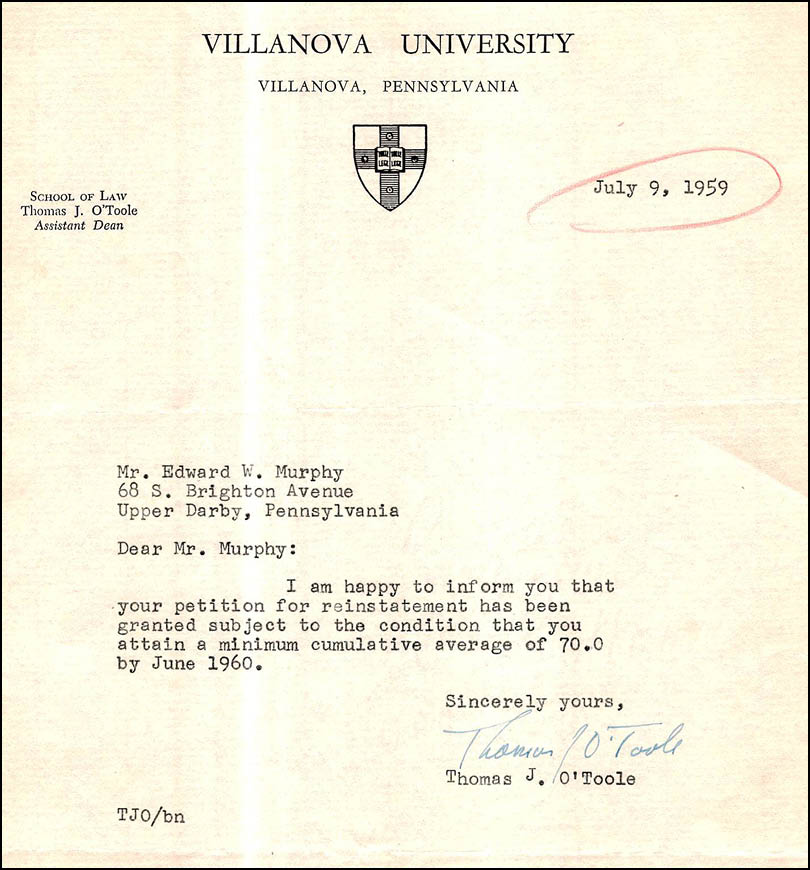 VILLANOVA UNIVERSITY
VILLANOVA, PENNSYLVANIA
SCHOOL OF LAW
Thomas J. O'Toole
Assistant Dean
July 9, 1959
Mr. Edward W. Murphy
68 S. Brighton Avenue
Upper Darby, Pennsylvania
Dear Mr. Murphy:
I am happy to inform you that
your petition for reinstatement has been
granted subject to the condition that you
attain a minimum cumulative average of 70.0
by June 1960.
Sincerely yours,
Thomas J O'Toole
Thomas J. O'Toole
TJO/bn